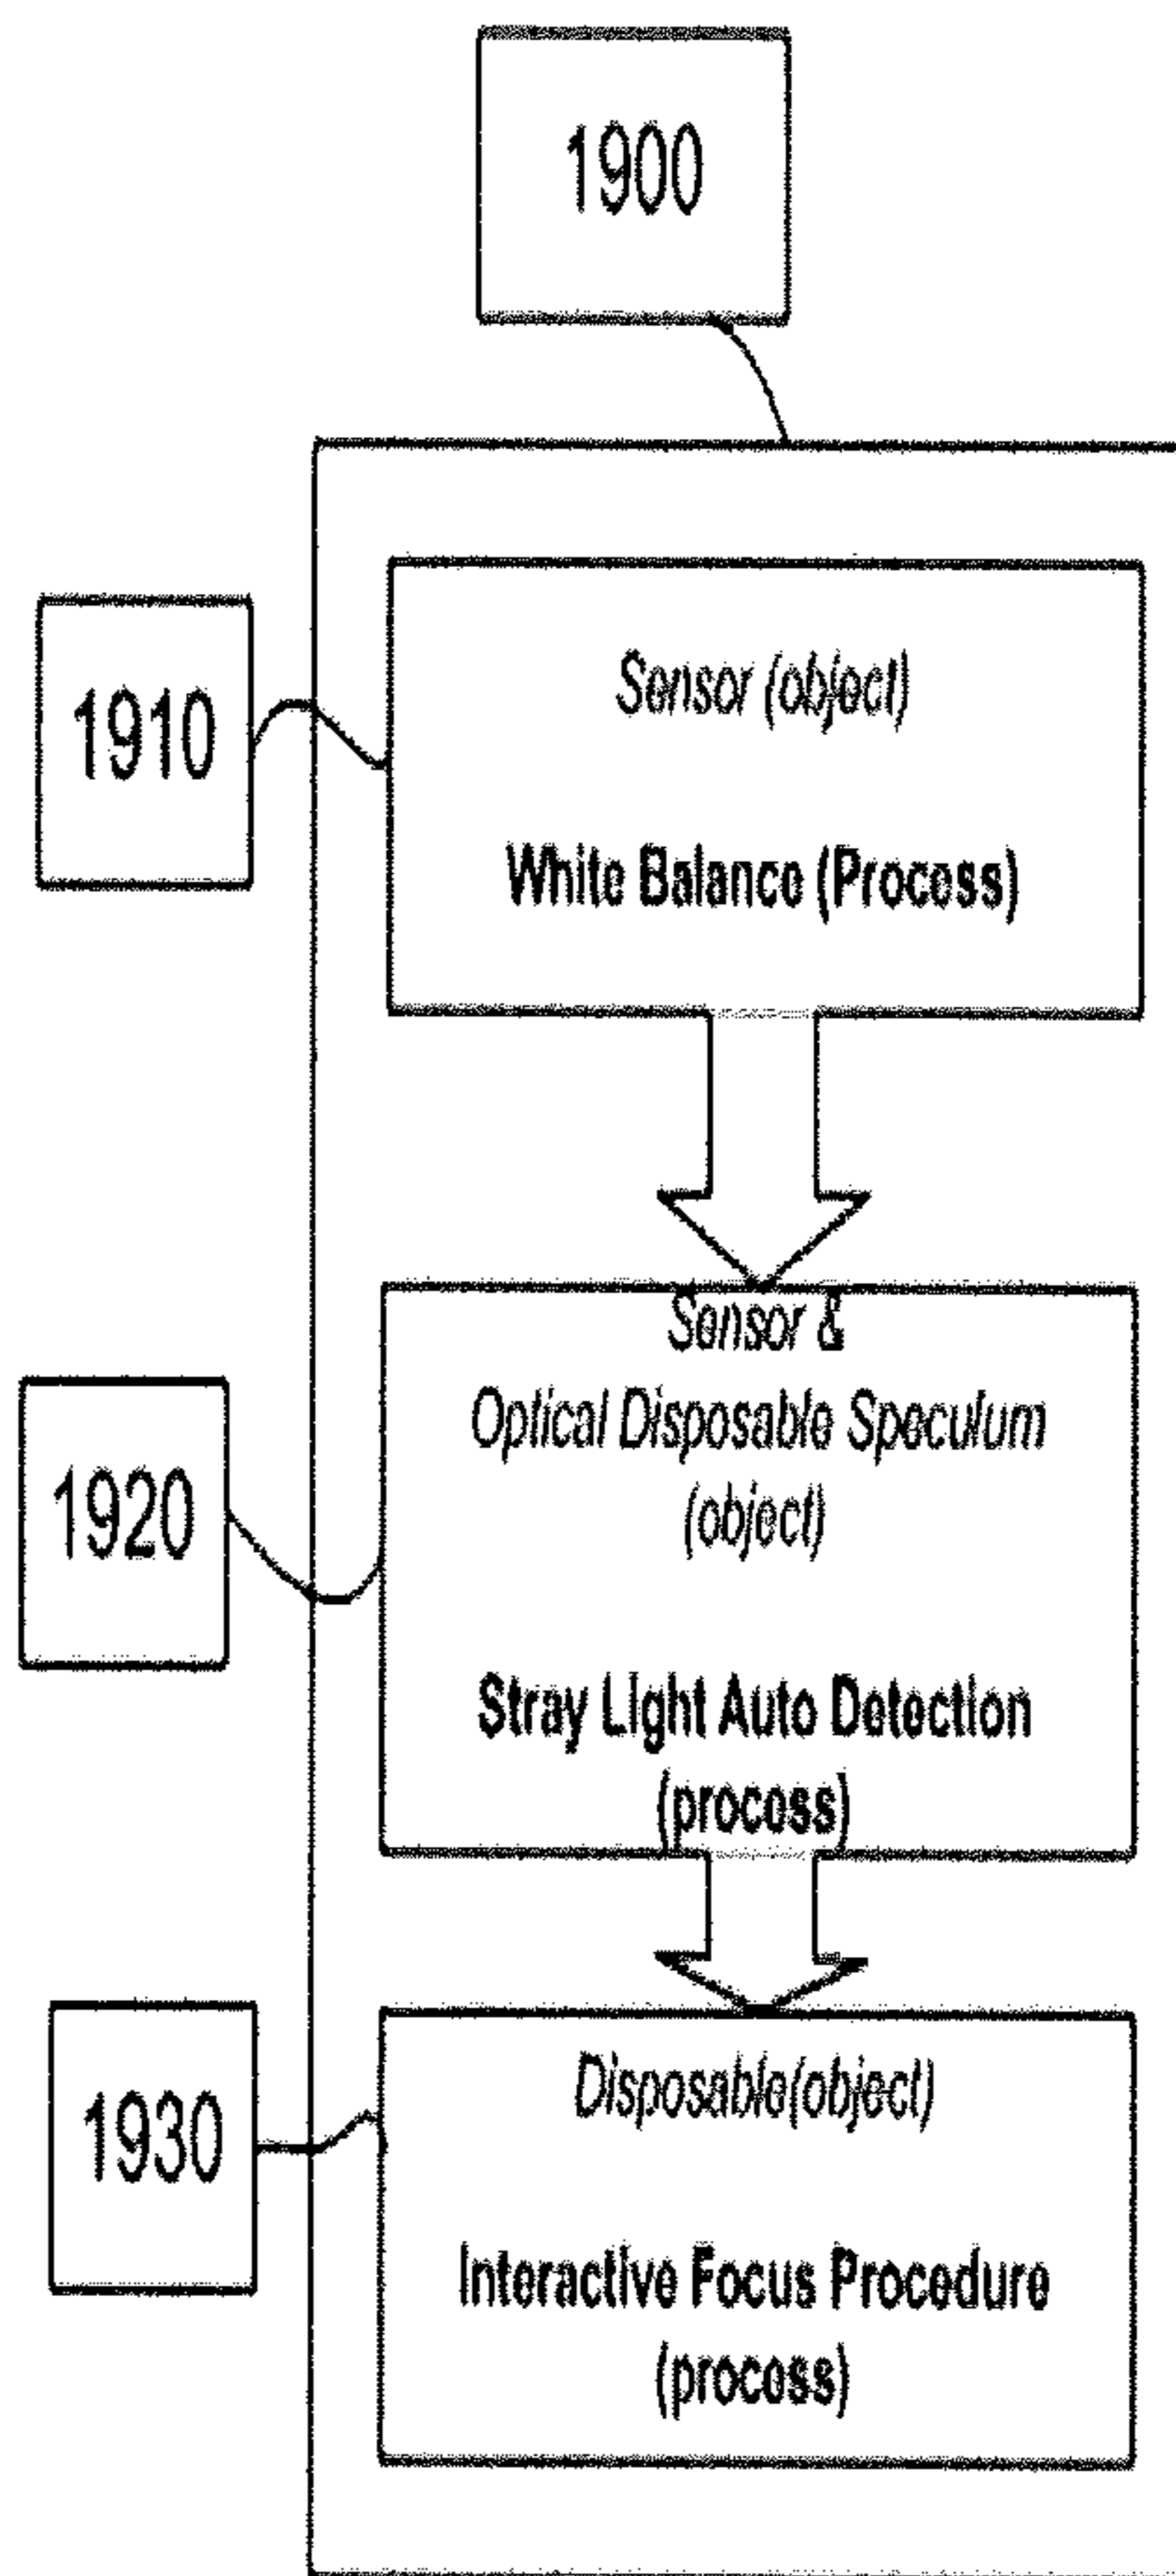 1900
1910
Sensor (object)
White Balance (Process)
1920
Sensor &
Optical Disposable Speculum
(object)
Stray Light Auto Detection
(process)
1930
Disposable(object)
Interactive Focus Procedure
(process)